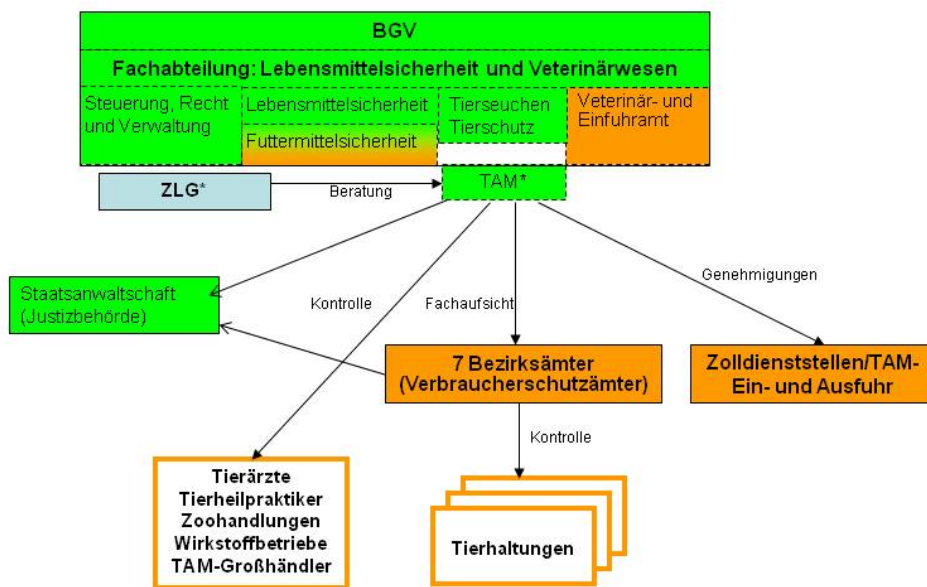 BGV
Fachabteilung: Lebensmittelsicherheit und Veterinärwesen
Steuerung, Recht
und Verwaltung
Lebensmittelsicherheit
Futtermittelsicherheit
Tierseuchen
Tierschutz
Veterinär- und
Einfuhramt
ZLG*
Beratung
TAM*
Staatsanwaltschaft
(Justizbehörde)
Kontrolle
Fachaufsicht
Genehmigungen
7 Bezirksämter
(Verbraucherschutzämter)
Zolldienststellen/TAM-
Ein- und Ausfuhr
Kontrolle
Tierärzte
Tierheilpraktiker
Zoohandlungen
Wirkstoffbetriebe
TAM-Großhändler
Tierhaltungen